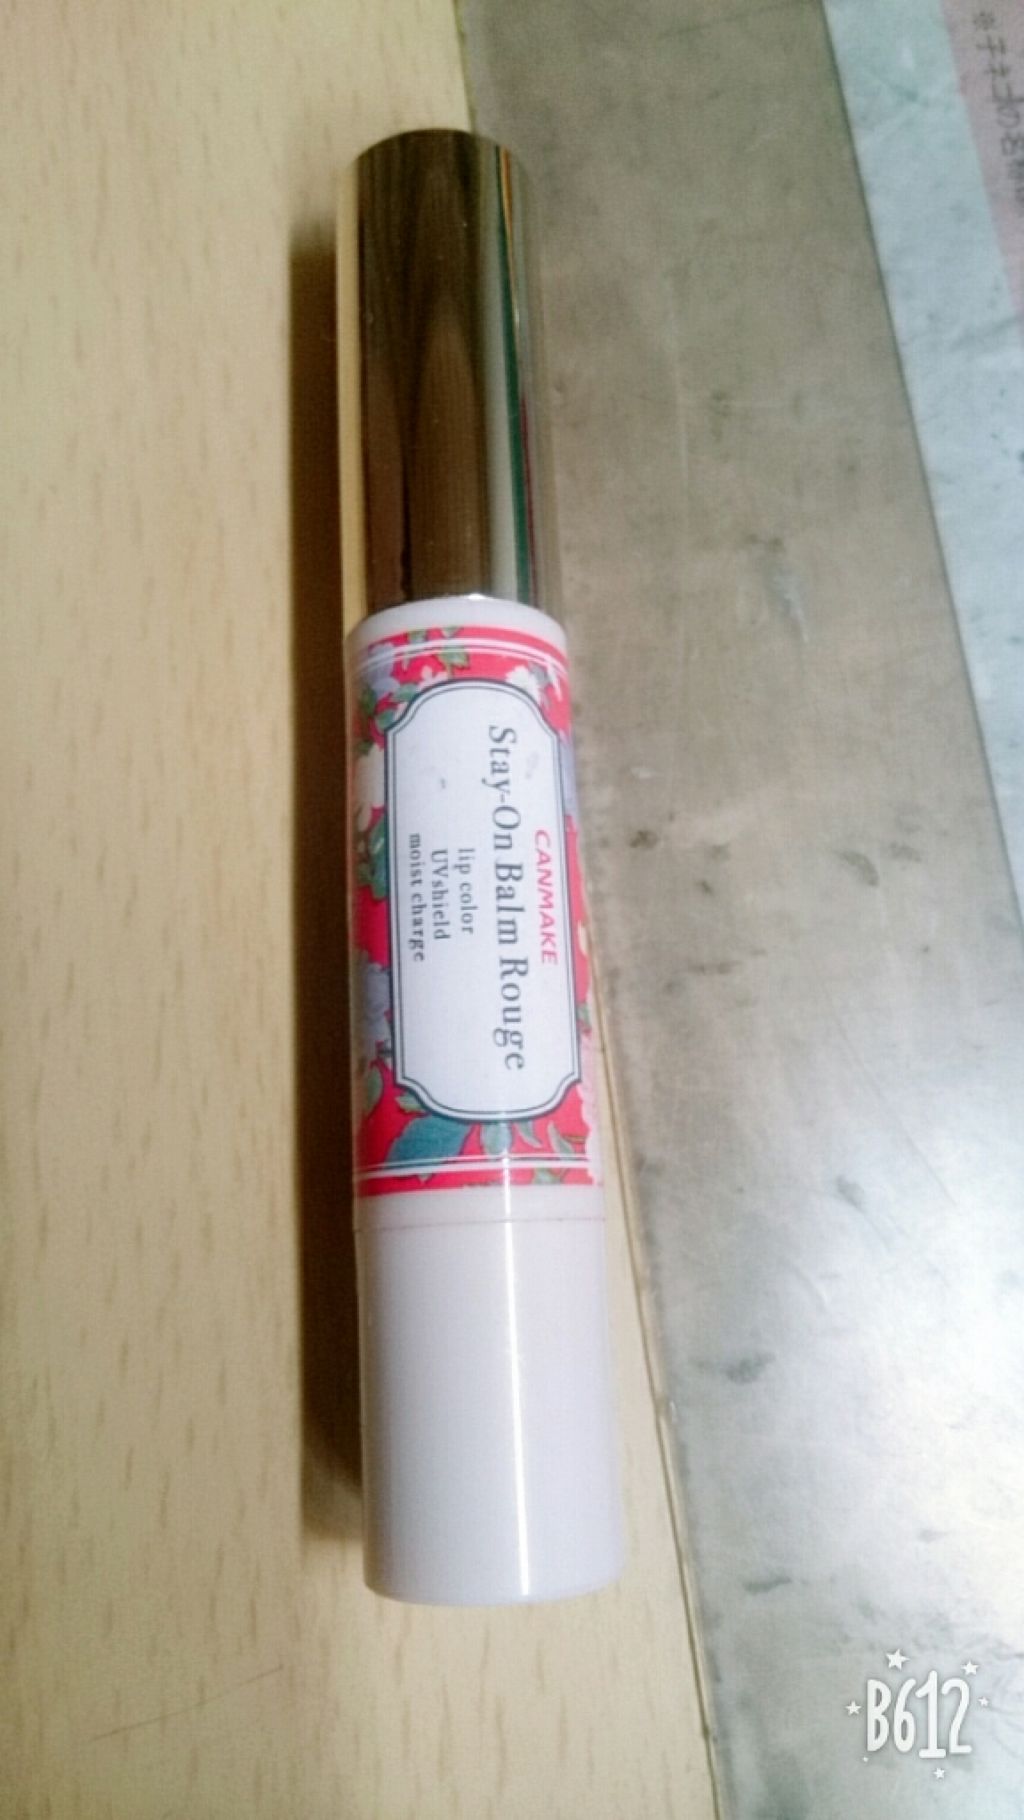 CANMAKE
Stay-On Balm Rouge
lip color
UVshield
moist charge
B612